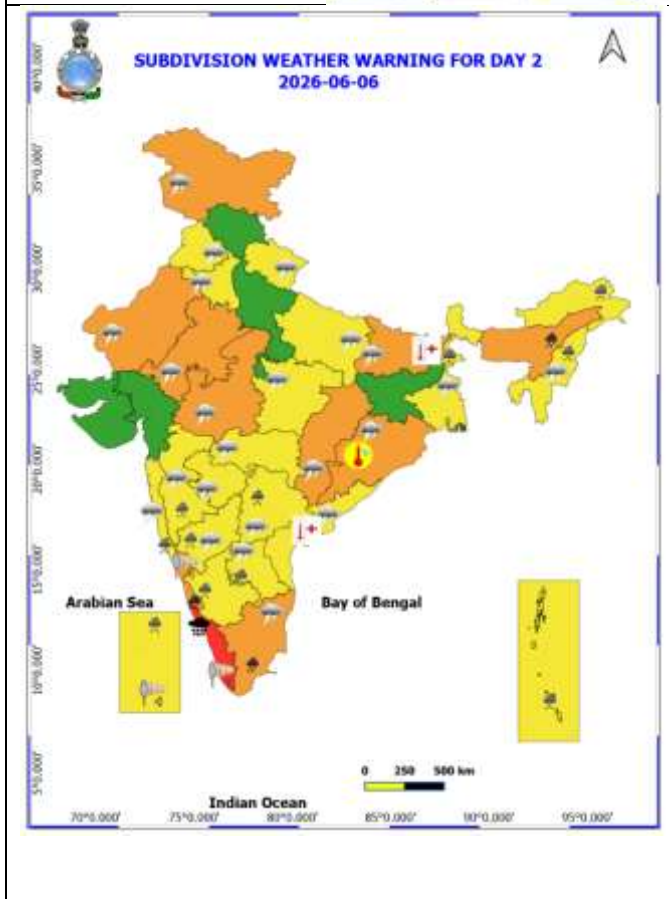 SUBDIVISION WEATHER WARNING FOR DAY 2
2026-06-06
40°0.000'
35°0.000'
30°0.000'
25°0.000'
20°0.000'
15°0.000'
10°0.000'
5°0.000'
Arabian Sea
Bay of Bengal
0 250 500 km
Indian Ocean
70°0.000' 75°0.000' 80°0.000' 85°0.000' 90°0.000' 95°0.000'